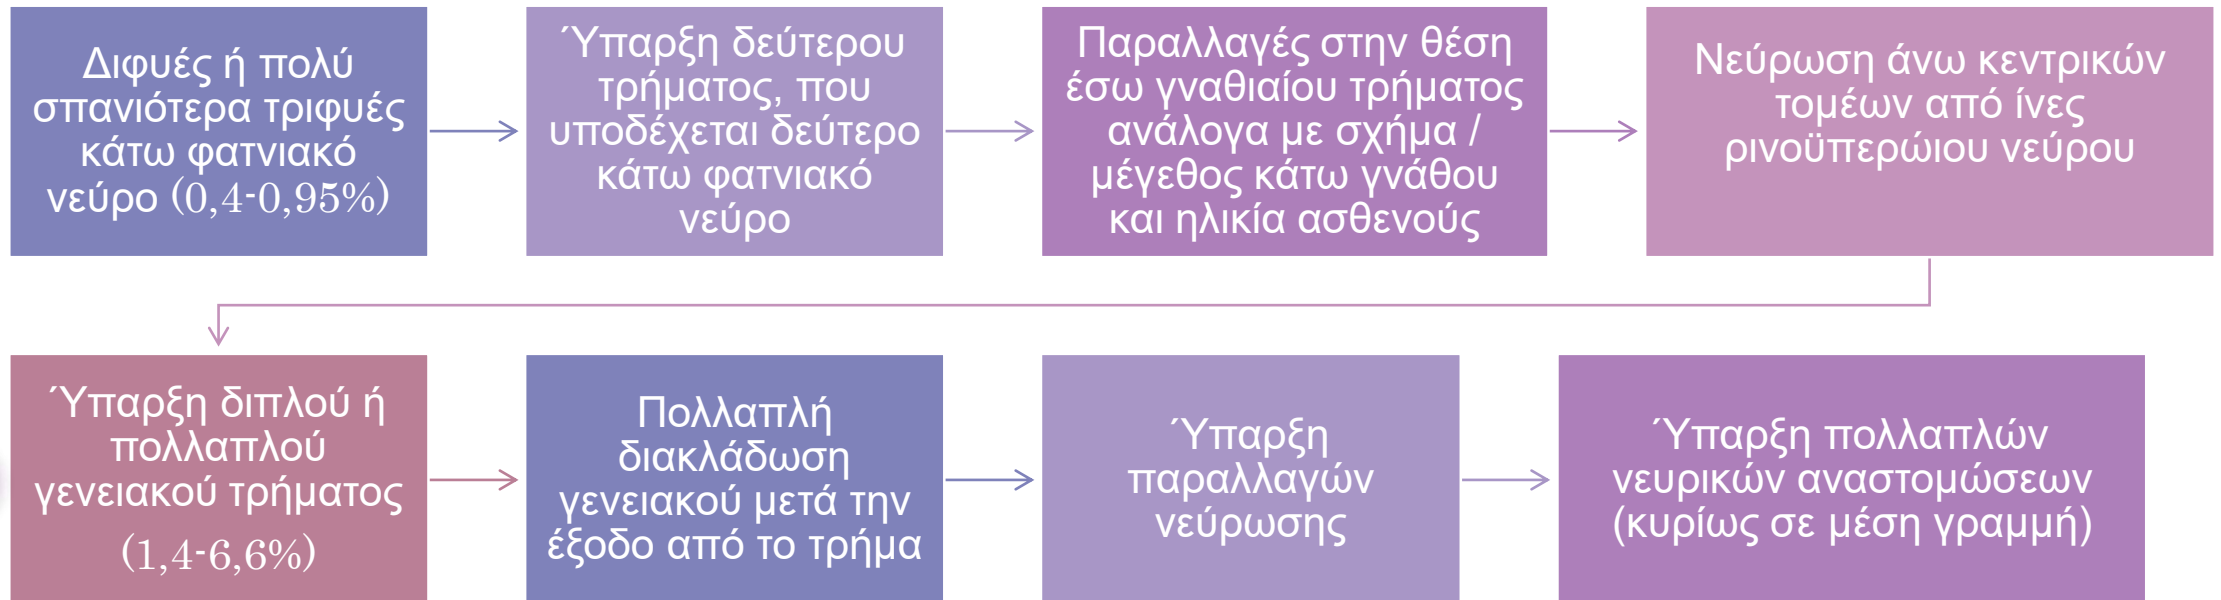 Διφυές ή πολύ
σπανιότερα τριφυές
κάτω φατνιακό
νεύρο (0,4-0,95%)
Ύπαρξη δεύτερου
τρήματος, που
υποδέχεται δεύτερο
κάτω φατνιακό
νεύρο
Παραλλαγές στην θέση
έσω γναθιαίου τρήματος
ανάλογα με σχήμα /
μέγεθος κάτω γνάθου
και ηλικία ασθενούς
Νεύρωση άνω κεντρικών
τομέων από ίνες
ρινοϋπερώιου νεύρου
Ύπαρξη διπλού ή
πολλαπλού
γενειακού τρήματος
(1,4-6,6%)
Πολλαπλή
διακλάδωση
γενειακού μετά την
έξοδο από το τρήμα
Ύπαρξη
παραλλαγών
νεύρωσης
Ύπαρξη πολλαπλών
νευρικών αναστομώσεων
(κυρίως σε μέση γραμμή)